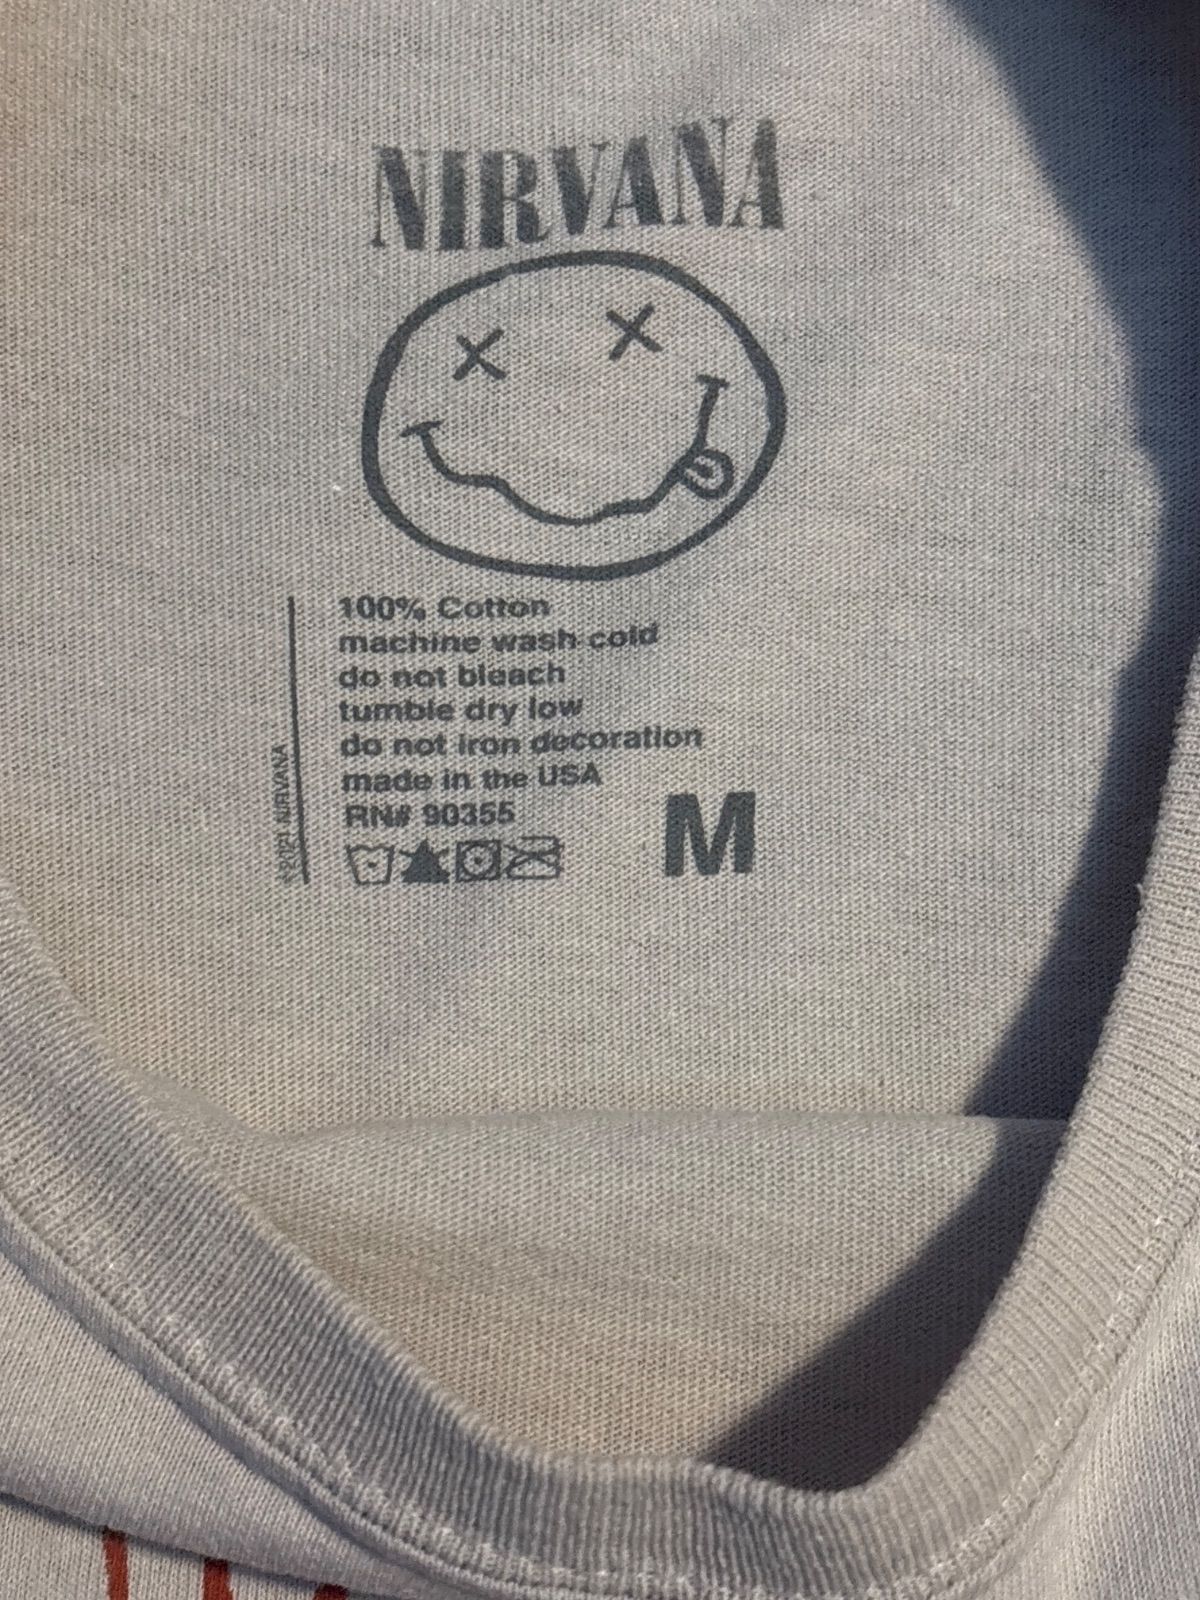 NIRVANA
100% Cotton
machine wash cold
do not bleach
tumble dry low
do not iron decoration
made in the USA
RN# 90355
M
©2021 NIRVANA